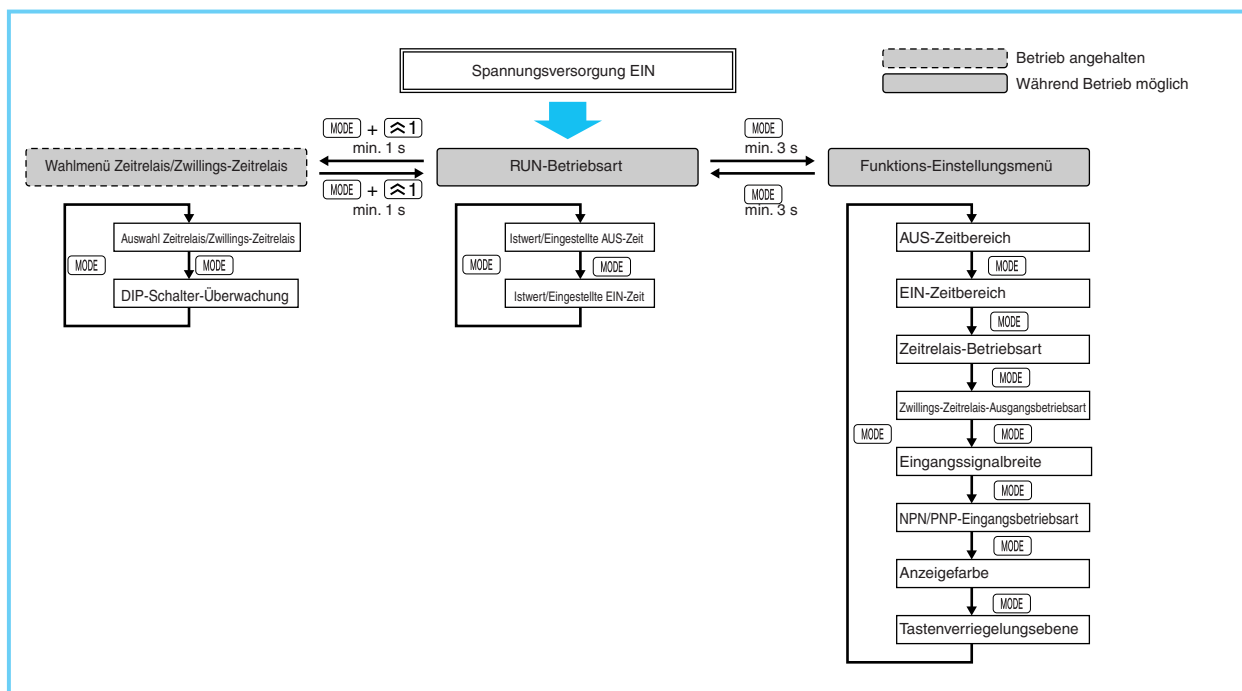 Spannungsversorgung EIN
Betrieb angehalten
Während Betrieb möglich
MODE + 1
min. 1 s
MODE
min. 3 s
Wahlmenü Zeitrelais/Zwillings-Zeitrelais
RUN-Betriebsart
Funktions-Einstellungsmenü
MODE + 1
min. 1 s
MODE
min. 3 s
Auswahl Zeitrelais/Zwillings-Zeitrelais
MODE
MODE
DIP-Schalter-Überwachung
Istwert/Eingestellte AUS-Zeit
MODE
MODE
Istwert/Eingestellte EIN-Zeit
AUS-Zeitbereich
MODE
EIN-Zeitbereich
MODE
Zeitrelais-Betriebsart
MODE
Zwillings-Zeitrelais-Ausgangsbetriebsart
MODE
MODE
Eingangssignalbreite
MODE
NPN/PNP-Eingangsbetriebsart
MODE
Anzeigefarbe
MODE
Tastenverriegelungsebene